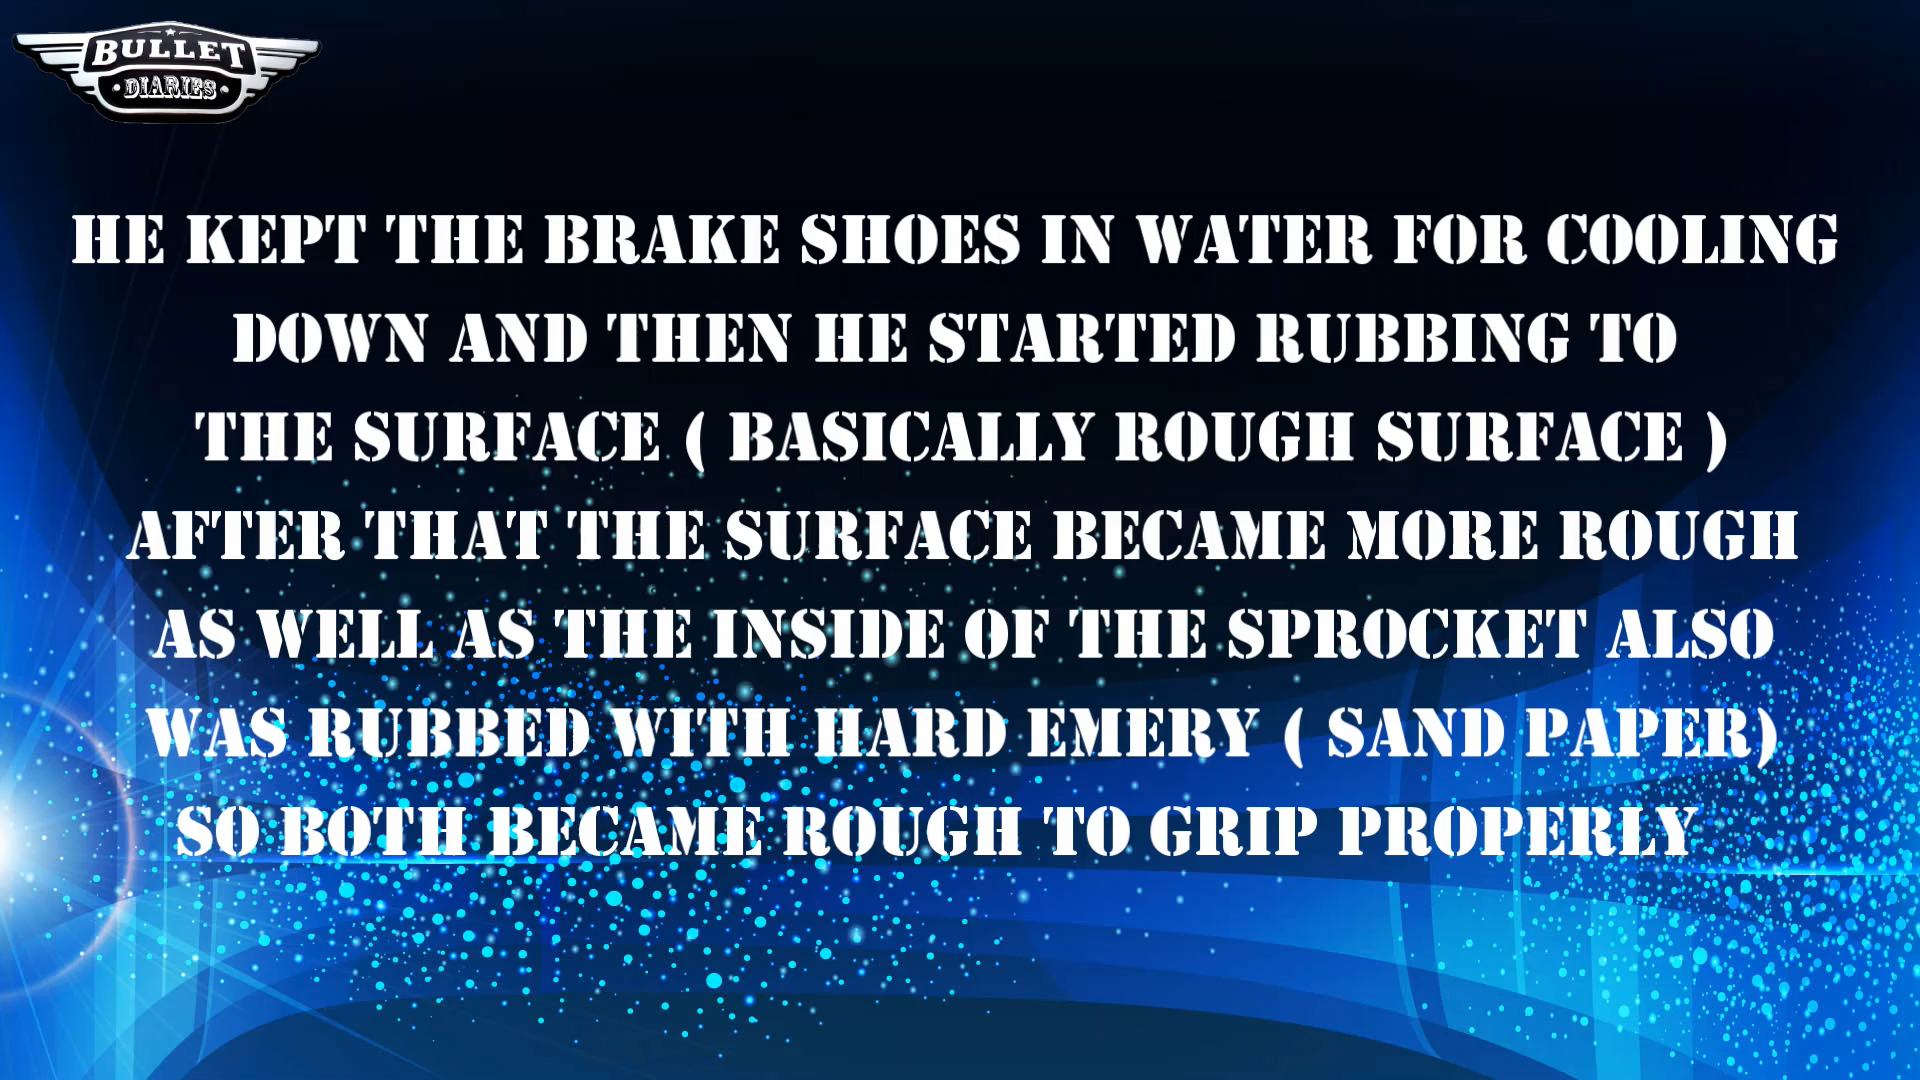 BULLET
DIARIES
HE KEPT THE BRAKE SHOES IN WATER FOR COOLING
DOWN AND THEN HE STARTED RUBBING TO
THE SURFACE ( BASICALLY ROUGH SURFACE )
AFTER THAT THE SURFACE BECAME MORE ROUGH
AS WELL AS THE INSIDE OF THE SPROCKET ALSO
WAS RUBBED WITH HARD EMERY ( SAND PAPER)
SO BOTH BECAME ROUGH TO GRIP PROPERLY